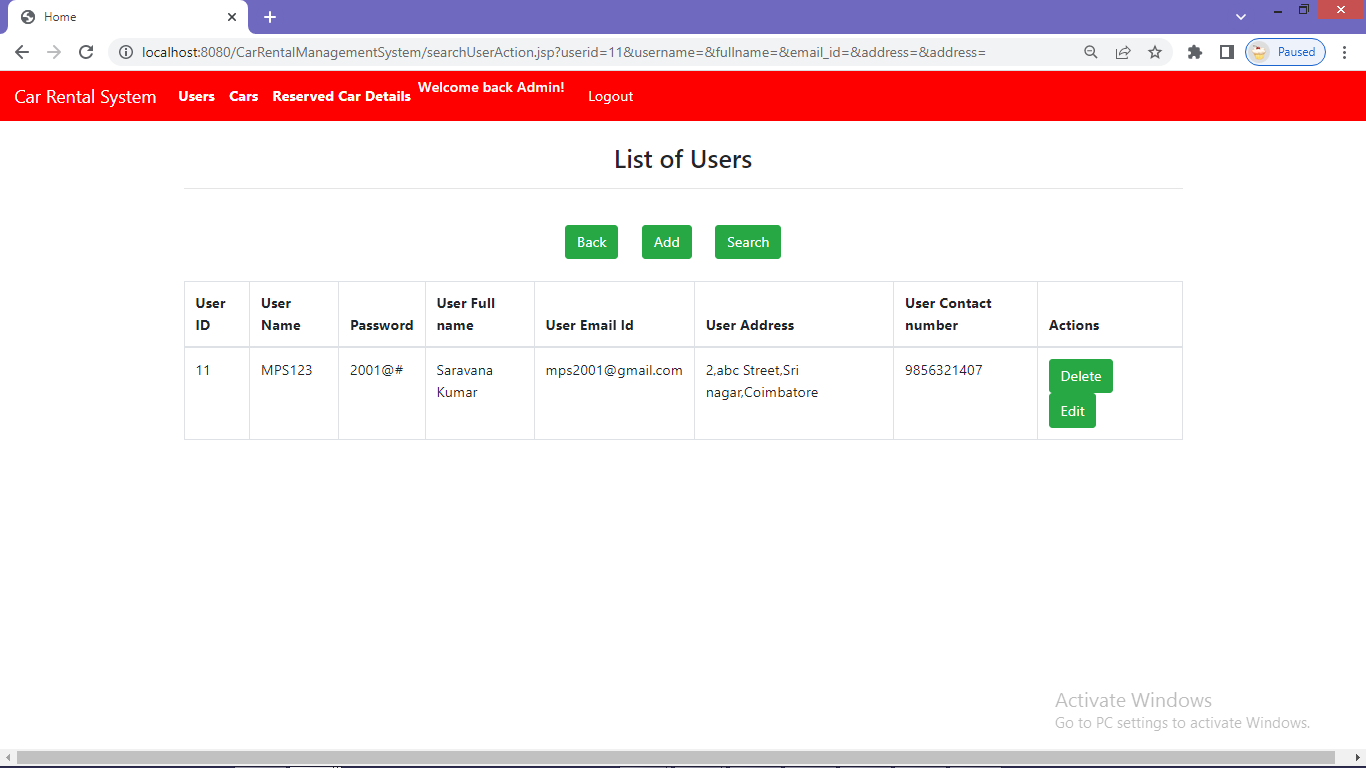 Home
localhost:8080/CarRentalManagementSystem/searchUserAction.jsp?userid=11&username=&fullname=&email_id=&address=&address=
Paused
Car Rental System Users Cars Reserved Car Details Welcome back Admin! Logout
List of Users
Back Add Search
User ID User Name Password User Full name User Email Id User Address User Contact number Actions
11 MPS123 2001@# Saravana Kumar mps2001@gmail.com 2,abc Street,Sri nagar,Coimbatore 9856321407 Delete
Edit
Activate Windows
Go to PC settings to activate Windows.